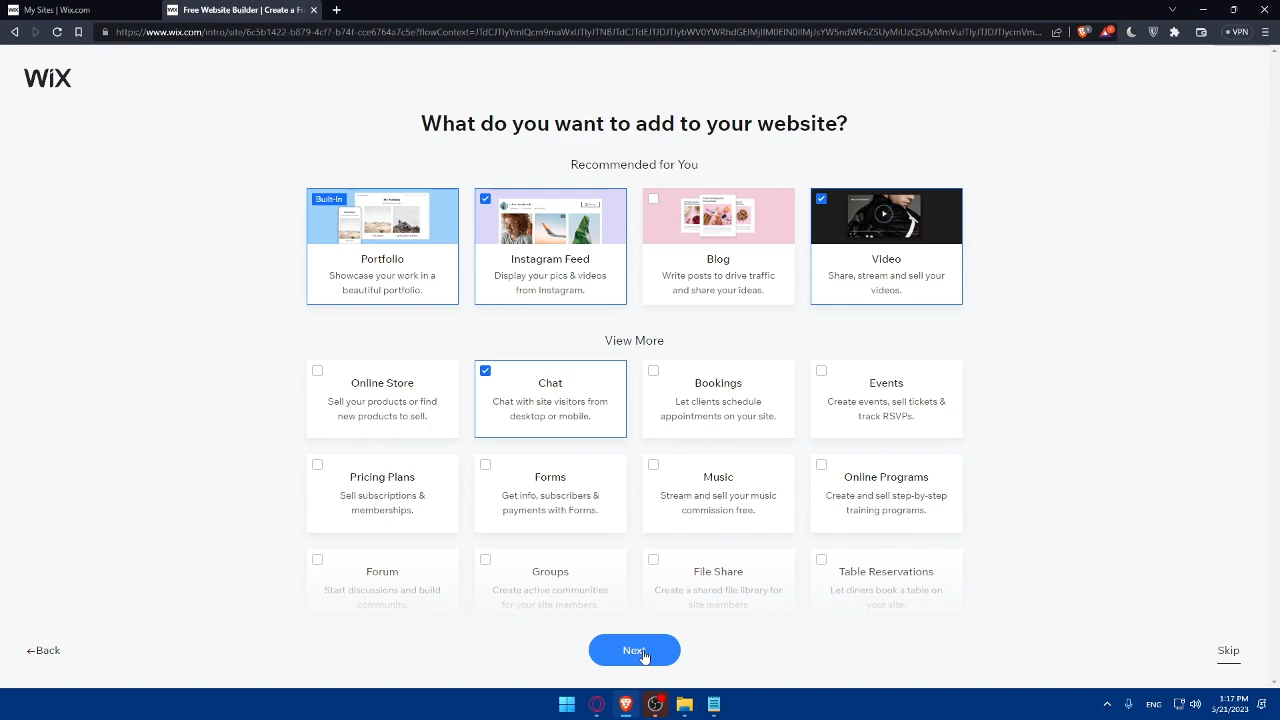 My Sites | Wix.com
Free Website Builder | Create a Fr
https://www.wix.com/intro/site/
VPN
WiX
What do you want to add to your website?
Recommended for You
Built-In
Portfolio
Showcase your work in a
beautiful portfolio.
Instagram Feed
Display your pics & videos
from Instagram.
Blog
Write posts to drive traffic
and share your ideas.
Video
Share, stream and sell your
videos.
View More
Online Store
Sell your products or find
new products to sell.
Chat
Chat with site visitors from
desktop or mobile.
Bookings
Let clients schedule
appointments on your site.
Events
Create events, sell tickets &
track RSVPs.
Pricing Plans
Sell subscriptions &
memberships.
Forms
Get info, subscribers &
payments with Forms.
Music
Stream and sell your music
commission free.
Online Programs
Create and sell step-by-step
training programs.
Forum
Start discussions and build
community.
Groups
Create active communities
for your site members.
File Share
Create a shared file library for
site members
Table Reservations
Let diners book a table on
your site.
←Back
Next
Skip
ENG
1:17 PM
5/21/2023